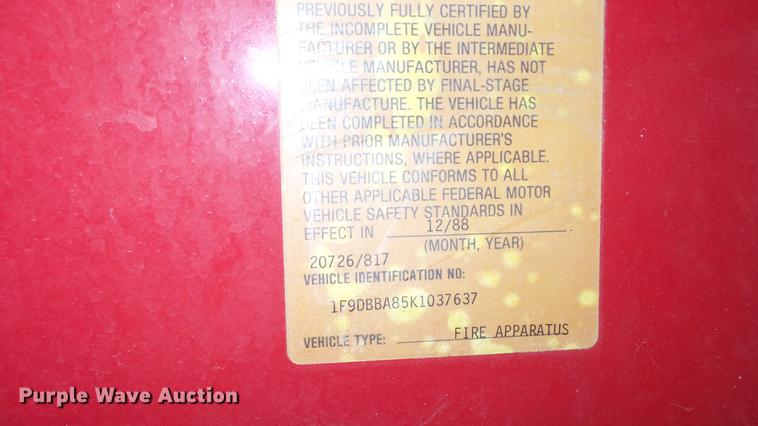 PREVIOUSLY FULLY CERTIFIED BY
THE INCOMPLETE VEHICLE MANU-
FACTURER OR BY THE INTERMEDIATE
VEHICLE MANUFACTURER, HAS NOT
BEEN AFFECTED BY FINAL-STAGE
MANUFACTURE. THE VEHICLE HAS
BEEN COMPLETED IN ACCORDANCE
WITH PRIOR MANUFACTURER'S
INSTRUCTIONS, WHERE APPLICABLE.
THIS VEHICLE CONFORMS TO ALL
OTHER APPLICABLE FEDERAL MOTOR
VEHICLE SAFETY STANDARDS IN
EFFECT IN 12/88.
(MONTH, YEAR)
20726/817
VEHICLE IDENTIFICATION NO:
1F9DBBA85K1037637
VEHICLE TYPE: FIRE APPARATUS
Purple Wave Auction